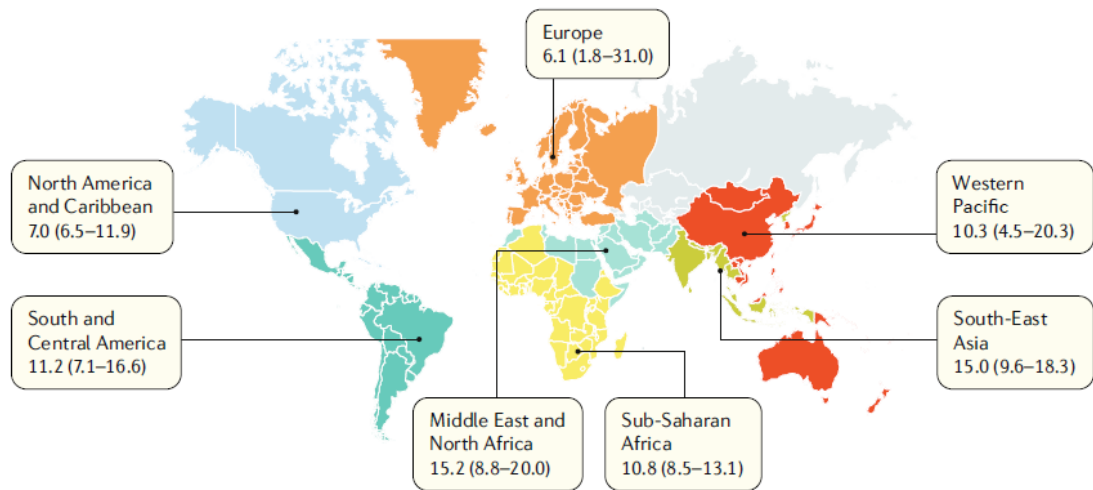 Europe
6.1 (1.8–31.0)
North America
and Caribbean
7.0 (6.5–11.9)
Western
Pacific
10.3 (4.5–20.3)
South and
Central America
11.2 (7.1–16.6)
South-East
Asia
15.0 (9.6–18.3)
Middle East and
North Africa
15.2 (8.8–20.0)
Sub-Saharan
Africa
10.8 (8.5–13.1)